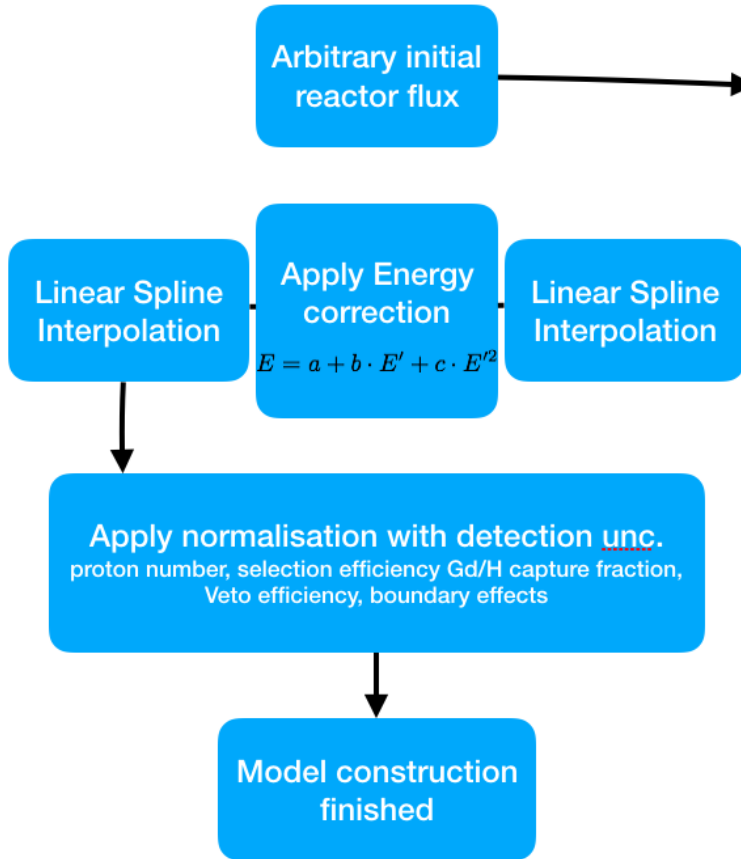 Arbitrary initial
reactor flux
Linear Spline
Interpolation
Apply Energy
correction
E = a + b · E′ + c · E′²
Linear Spline
Interpolation
Apply normalisation with detection unc.
proton number, selection efficiency Gd/H capture fraction,
Veto efficiency, boundary effects
Model construction
finished